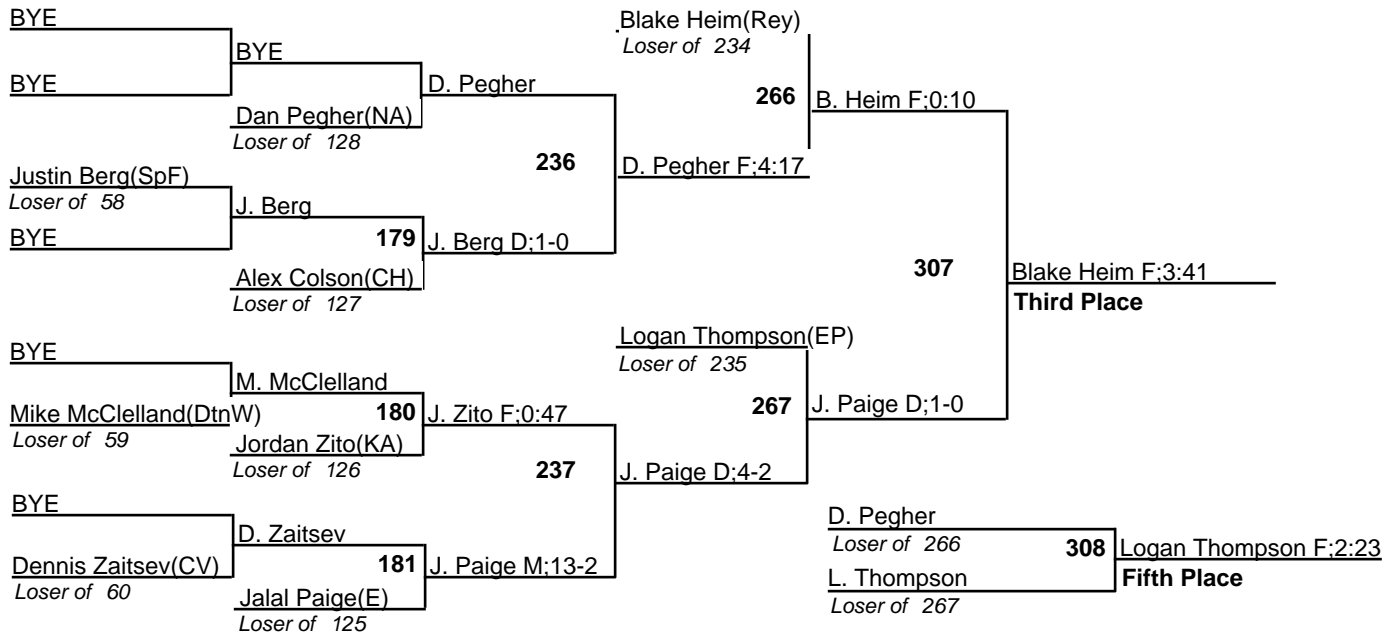 BYE
BYE
BYE
Dan Pegher(NA)
Loser of 128
D. Pegher
Justin Berg(SpF)
Loser of 58
BYE
J. Berg
179
Alex Colson(CH)
Loser of 127
J. Berg D;1-0
236
D. Pegher F;4:17
Blake Heim(Rey)
Loser of 234
266
B. Heim F;0:10
BYE
Mike McClelland(DtnW)
Loser of 59
M. McClelland
180
Jordan Zito(KA)
Loser of 126
J. Zito F;0:47
BYE
Dennis Zaitsev(CV)
Loser of 60
D. Zaitsev
181
Jalal Paige(E)
Loser of 125
J. Paige M;13-2
237
J. Paige D;4-2
Logan Thompson(EP)
Loser of 235
267
J. Paige D;1-0
307
Blake Heim F;3:41
Third Place
D. Pegher
Loser of 266
L. Thompson
Loser of 267
308
Logan Thompson F;2:23
Fifth Place